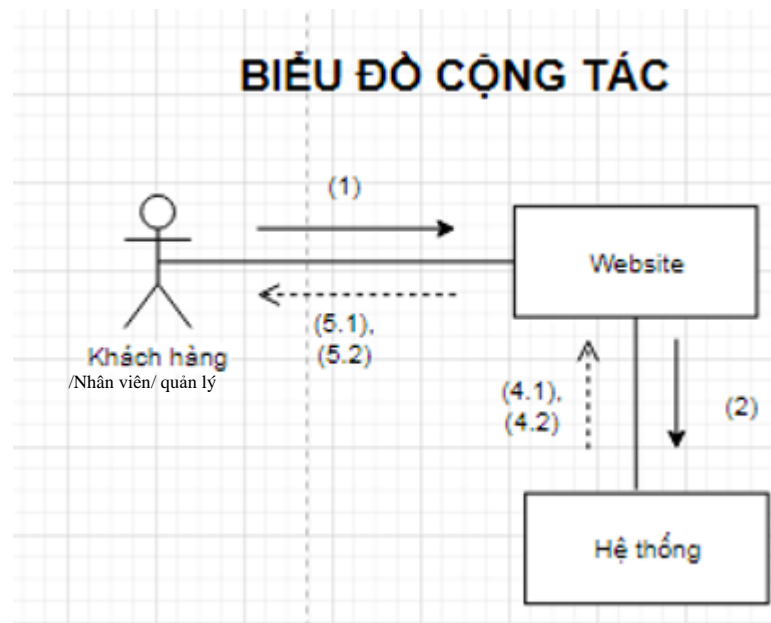 BIỂU ĐỒ CỘNG TÁC
(1)
Website
(5.1),
(5.2)
Khách hàng
/Nhân viên/ quản lý
(4.1),
(4.2)
(2)
Hệ thống